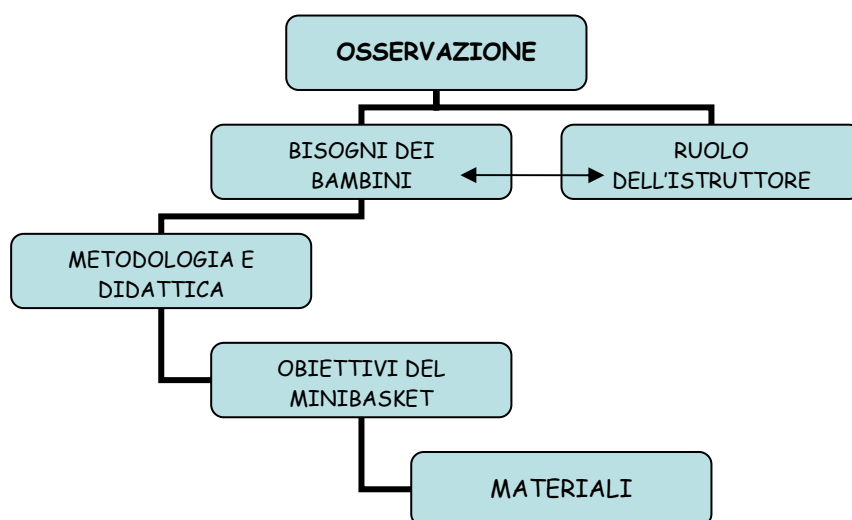 OSSERVAZIONE
BISOGNI DEI
BAMBINI
RUOLO
DELL'ISTRUTTORE
METODOLOGIA E
DIDATTICA
OBIETTIVI DEL
MINIBASKET
MATERIALI